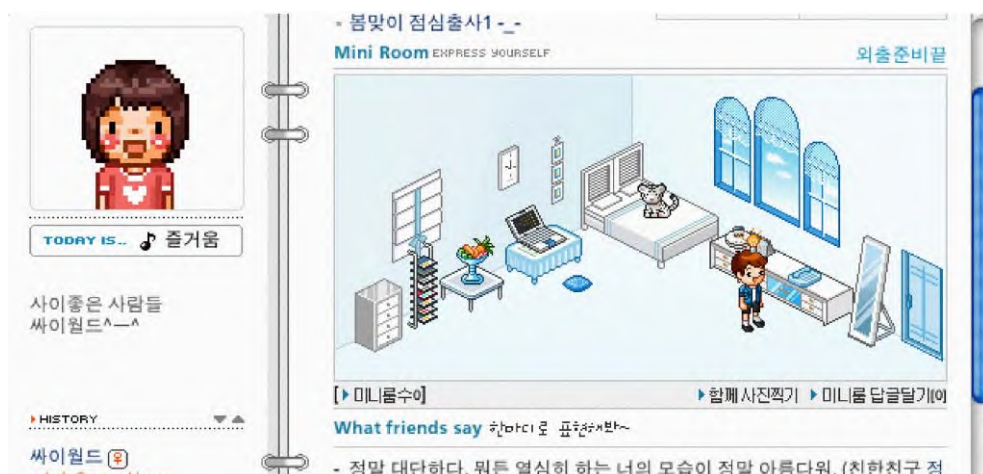 TODAY IS.. ♪ 즐거움
사이좋은 사람들
싸이월드^ㅡ^
HISTORY
싸이월드
- 봄맞이 점심출사1 -_-
Mini Room EXPRESS YOURSELF 외출준비끝
[▶미니룸수0] ▶함께 사진찍기 ▶미니룸 답글달기[0]
What friends say 한마디로 표현해봐~
- 정말 대단하다. 뭐든 열심히 하는 너의 모습이 정말 아름다워. (친한친구 정